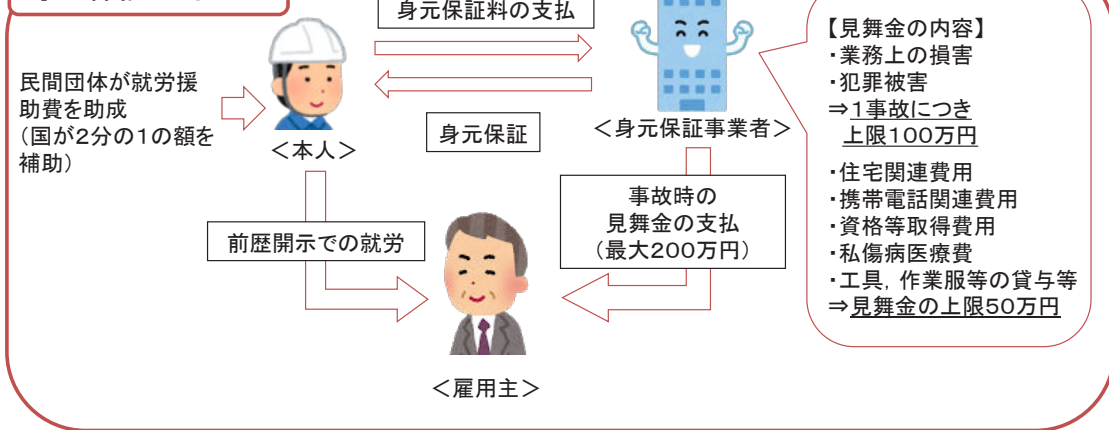 身元保証料の支払
民間団体が就労援
助費を助成
(国が2分の1の額を
補助)
＜本人＞
身元保証
＜身元保証事業者＞
前歴開示での就労
事故時の
見舞金の支払
(最大200万円)
＜雇用主＞
【見舞金の内容】
・業務上の損害
・犯罪被害
⇒1事故につき
上限100万円
・住宅関連費用
・携帯電話関連費用
・資格等取得費用
・私傷病医療費
・工具，作業服等の貸与等
⇒見舞金の上限50万円